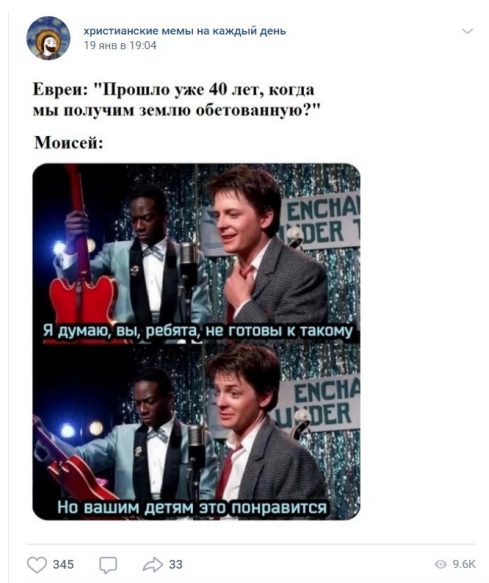 христианские мемы на каждый день
19 янв в 19:04
Евреи: "Прошло уже 40 лет, когда
мы получим землю обетованную?"
Моисей:
ENCHA
UNDER T
Я думаю, вы, ребята, не готовы к такому
ENCHA
UNDER
Но вашим детям это понравится
345
33
9.6K